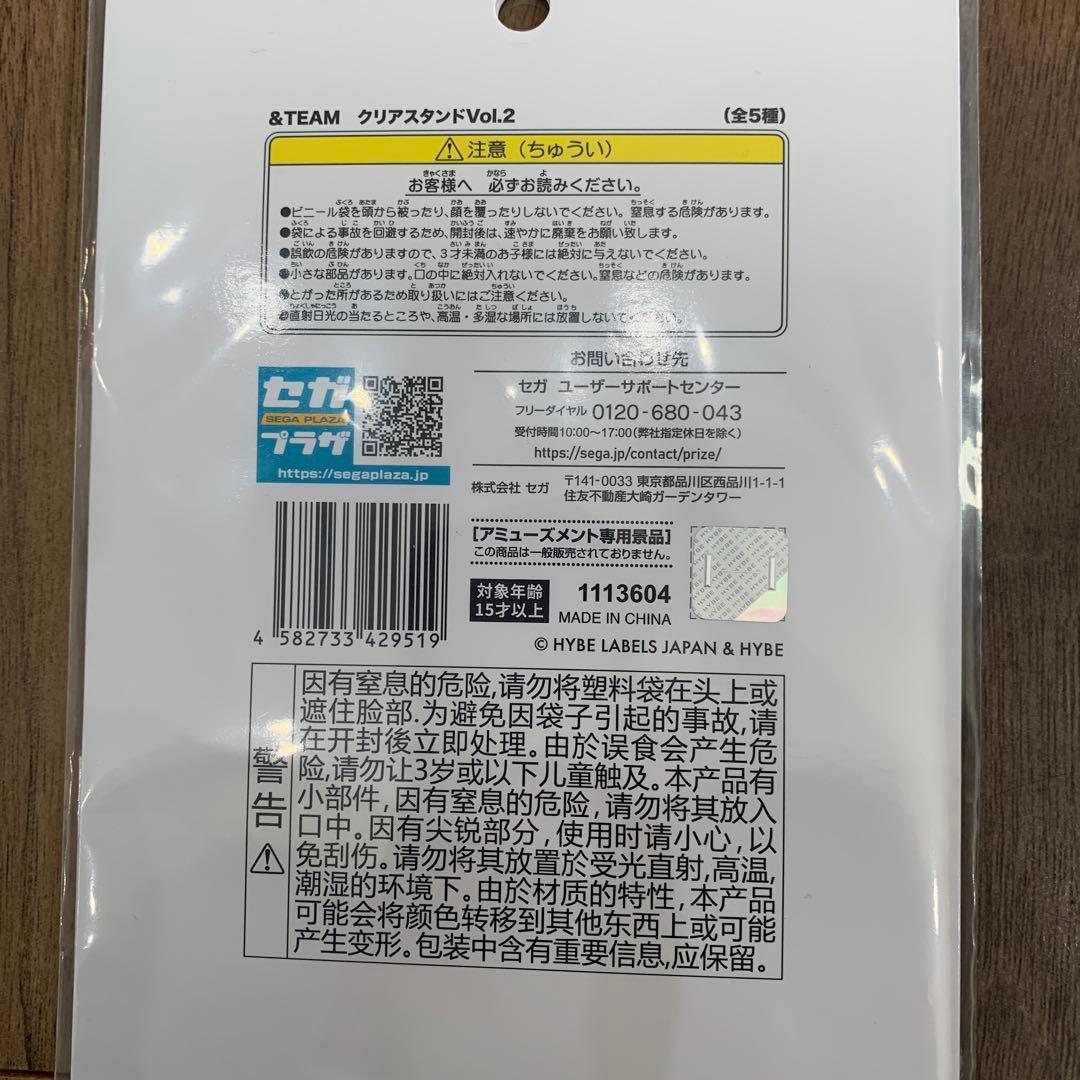 &TEAM クリアスタンドVol.2 (全5種)
⚠注意(ちゅうい)
お客様へ 必ずお読みください。
●ビニール袋を頭から被ったり、顔を覆ったりしないでください。窒息する危険があります。
●袋による事故を回避するため、開封後は、速やかに廃棄をお願い致します。
●誤飲の危険がありますので、3才未満のお子様には絶対に与えないでください。
●小さな部品があります。口の中に絶対入れないでください。窒息などの危険があります。
●とがった所があるため取り扱いにはご注意ください。
●直射日光の当たるところや、高温・多湿な場所には放置しないでください。
お問い合わせ先
セガ ユーザーサポートセンター
フリーダイヤル 0120-680-043
受付時間10:00〜17:00(弊社指定休日を除く)
https://sega.jp/contact/prize/
セガ
SEGA PLAZA
プラザ
https://segaplaza.jp
株式会社 セガ 〒141-0033 東京都品川区西品川1-1-1
住友不動産大崎ガーデンタワー
[アミューズメント専用景品]
この商品は一般販売されておりません。
対象年齢
15才以上
1113604
MADE IN CHINA
4 582733 429519
© HYBE LABELS JAPAN & HYBE
警告⚠
因有窒息的危险,请勿将塑料袋在头上或
遮住脸部.为避免因袋子引起的事故,请
在开封後立即处理。由於误食会产生危
险,请勿让3岁或以下儿童触及。本产品有
小部件,因有窒息的危险,请勿将其放入
口中。因有尖锐部分,使用时请小心,以
免刮伤。请勿将其放置於受光直射,高温,
潮湿的环境下。由於材质的特性,本产品
可能会将颜色转移到其他东西上或可能
产生变形。包装中含有重要信息,应保留。